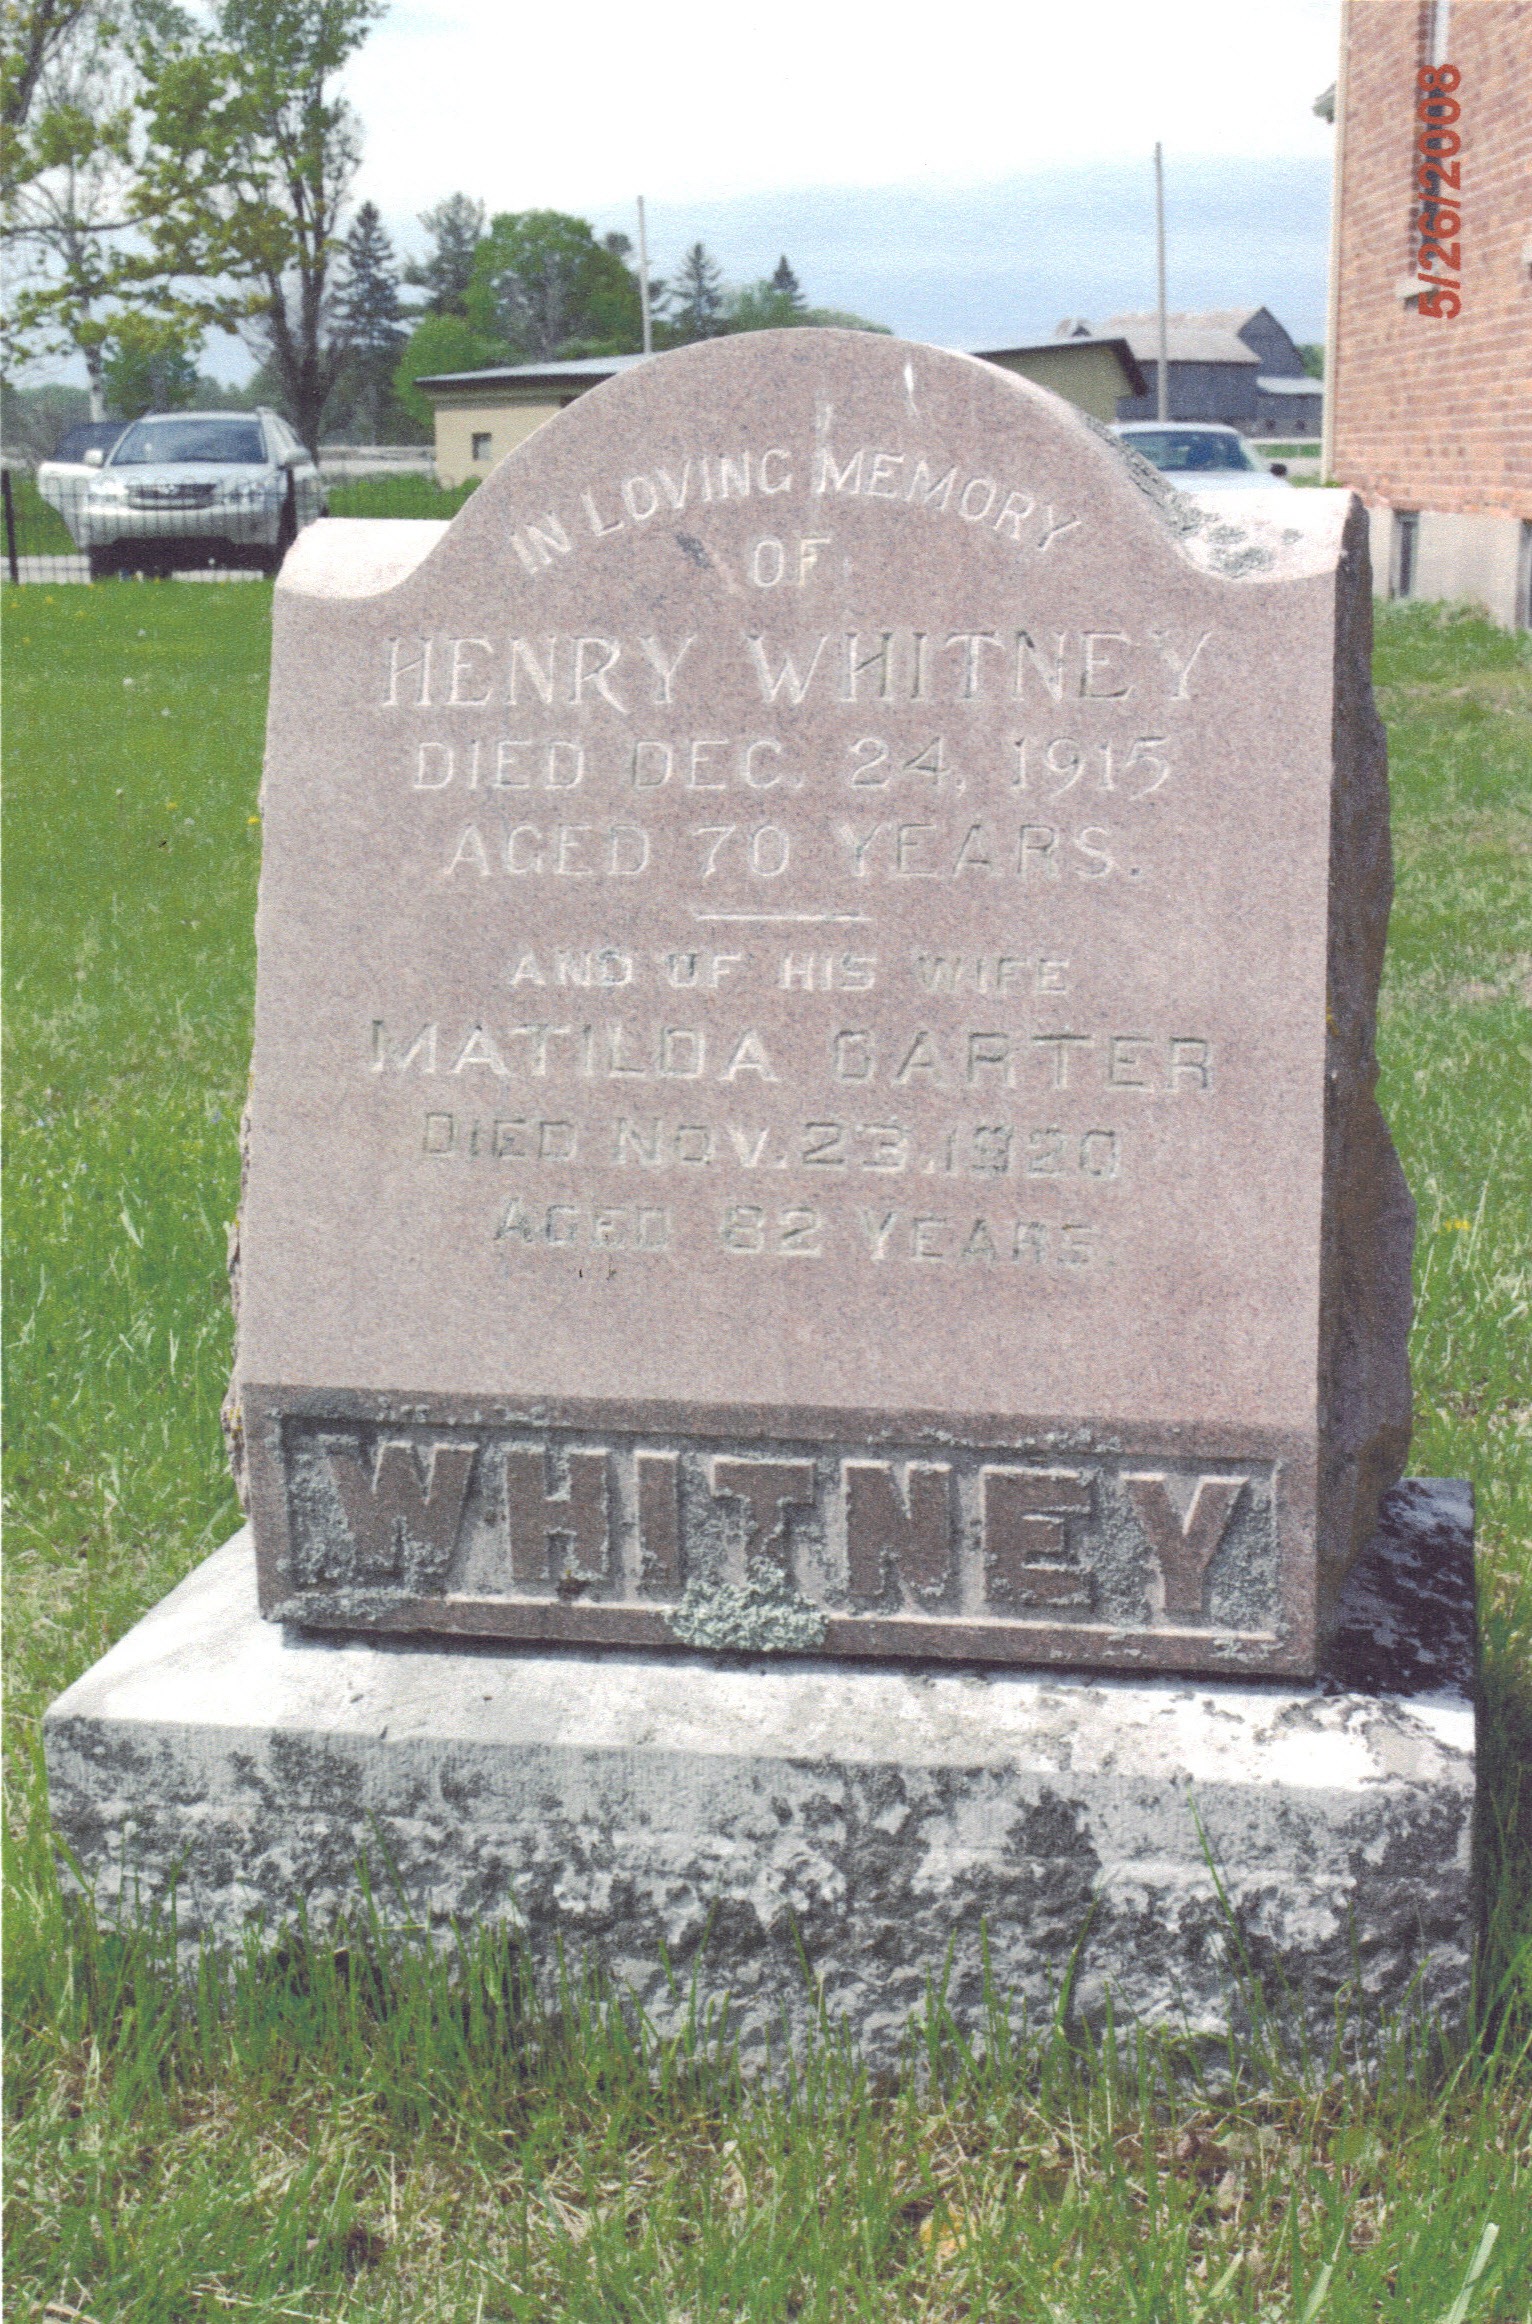 IN LOVING MEMORY
OF
HENRY WHITNEY
DIED DEC. 24, 1915
AGED 70 YEARS.
AND OF HIS WIFE
MATILDA CARTER
DIED NOV. 23, 1920
AGED 82 YEARS.
WHITNEY
5/26/2008